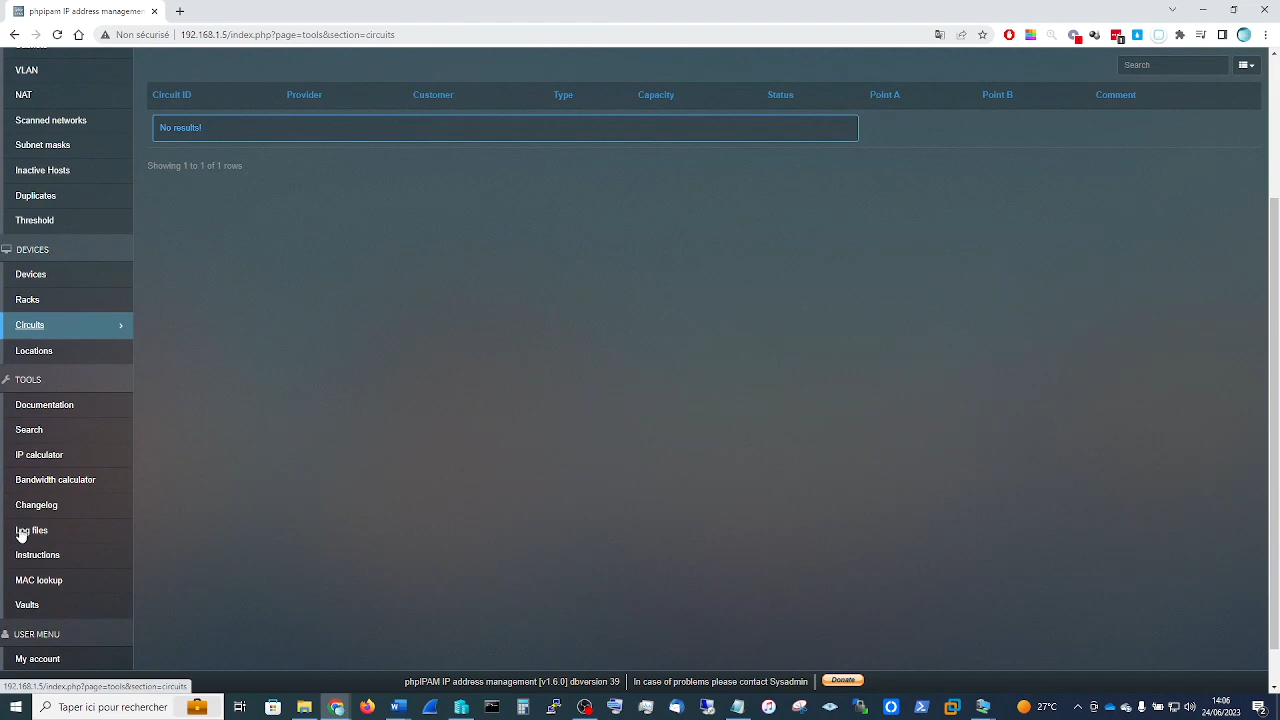 phpipam IP address managemen
Non sécurisé
192.168.1.5/index.php?page=tools&section=circuits
VLAN
NAT
Scanned networks
Subnet masks
Inactive Hosts
Duplicates
Threshold
DEVICES
Devices
Racks
Circuits
Locations
TOOLS
Documentation
Search
IP calculator
Bandwidth calculator
Changelog
Log files
Instructions
MAC lookup
Vaults
USER MENU
My account
Search
Circuit ID Provider Customer Type Capacity Status Point A Point B Comment
No results!
Showing 1 to 1 of 1 rows
192.168.1.5/index.php?page=tools&section=circuits
phpIPAM IP address management [v1.6.0] dbversion 39
In case of problems please contact Sysadmin
Donate
Taper ici pour rechercher
27°C
14:06
24/06/2023